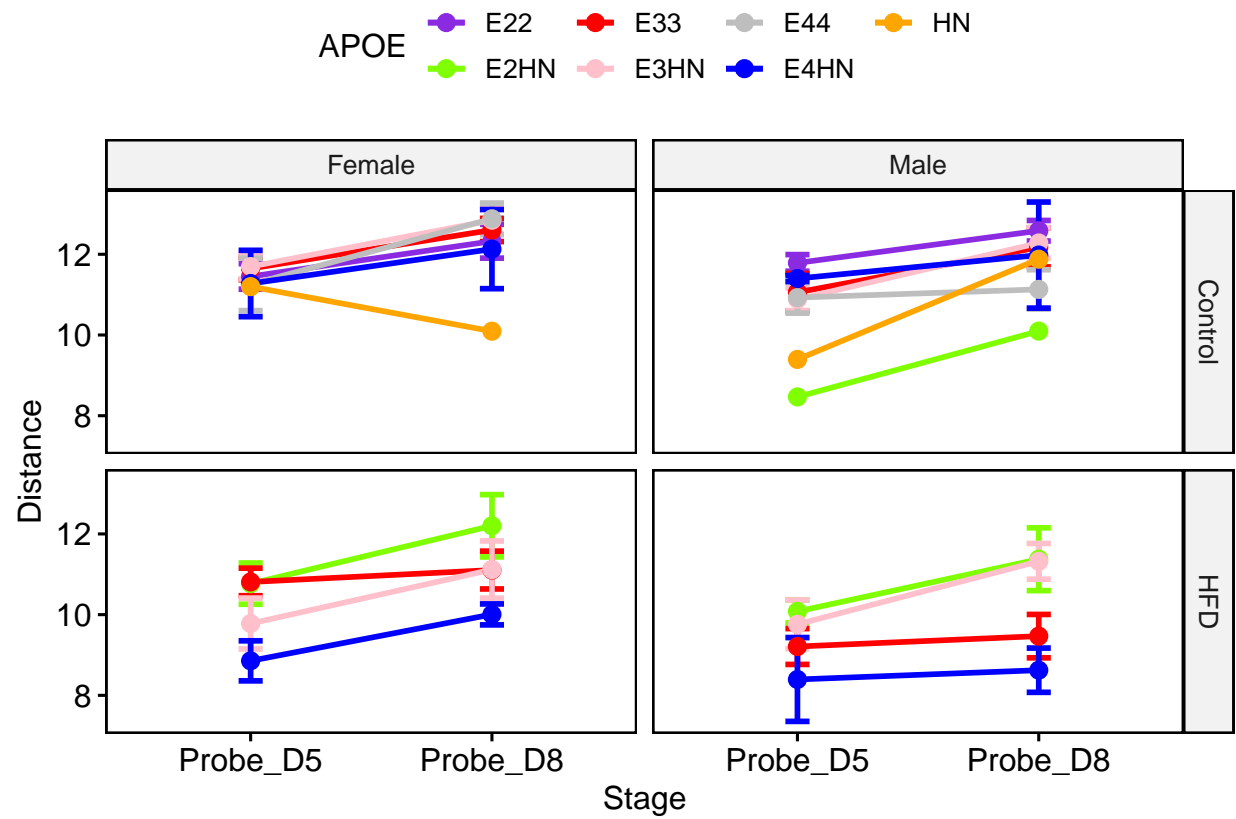 APOE
E22 E33 E44 HN
E2HN E3HN E4HN
Female Male
12
10
8
Control
Distance
12
10
8
HFD
Probe_D5 Probe_D8 Probe_D5 Probe_D8
Stage